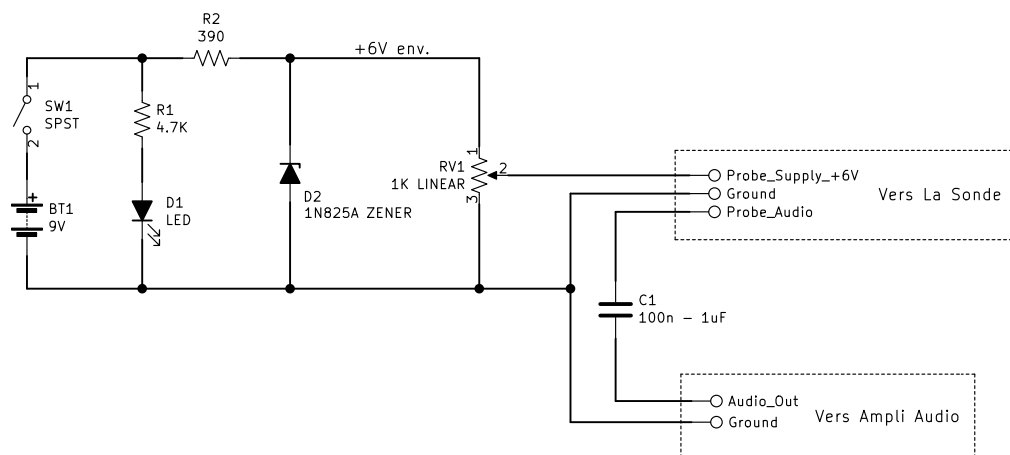 R2
390
+6V env.
1
SW1
SPST
2
R1
4.7K
RV1
1K LINEAR
1
2
3
Probe_Supply_+6V
Ground
Probe_Audio
Vers La Sonde
+
BT1
9V
D1
LED
D2
1N825A ZENER
C1
100n – 1uF
Audio_Out
Ground
Vers Ampli Audio